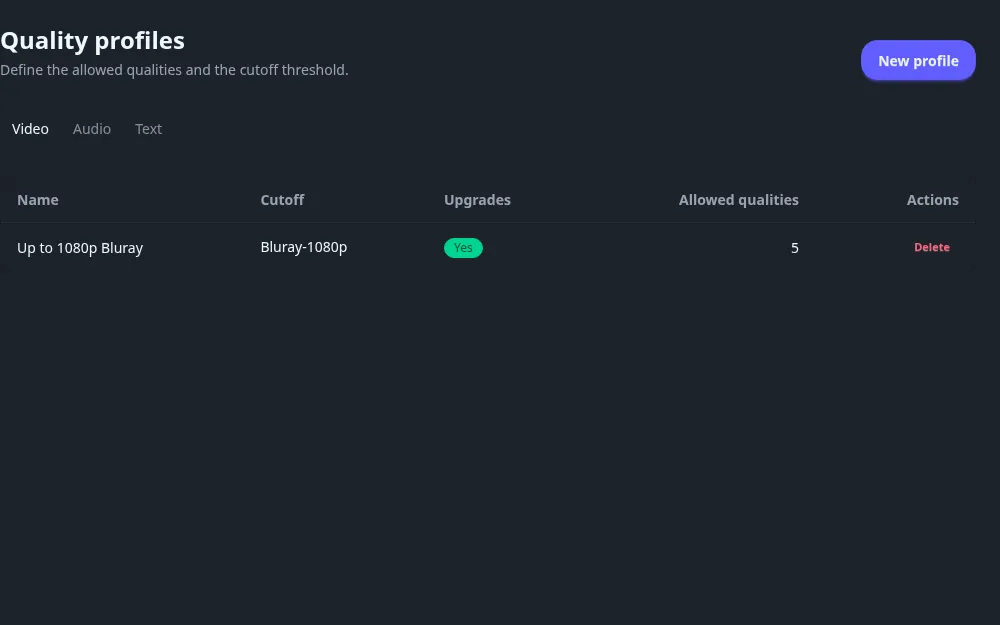 Quality profiles
Define the allowed qualities and the cutoff threshold.
New profile
Video Audio Text
Name Cutoff Upgrades Allowed qualities Actions
Up to 1080p Bluray Bluray-1080p Yes 5 Delete